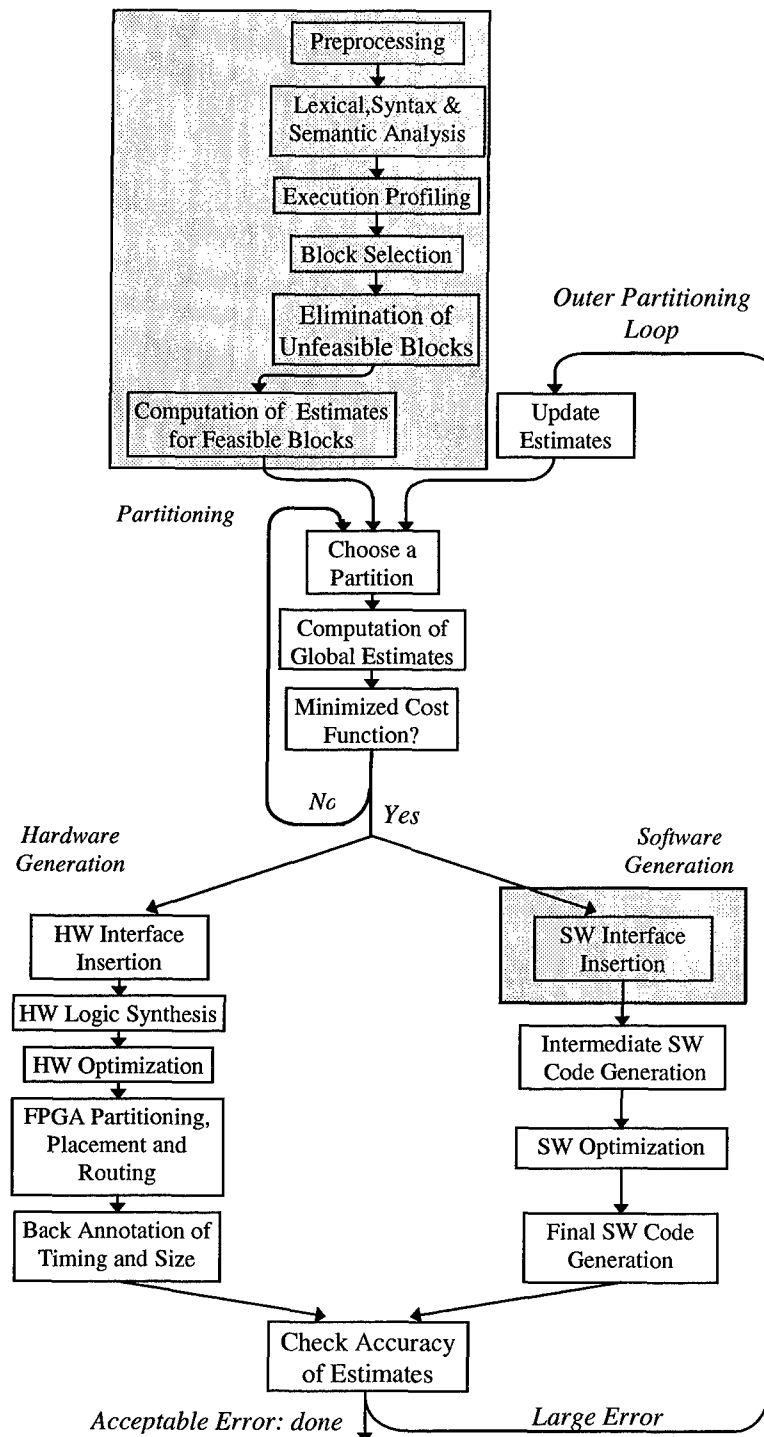 Preprocessing
Lexical,Syntax &
Semantic Analysis
Execution Profiling
Block Selection
Elimination of
Unfeasible Blocks
Computation of Estimates
for Feasible Blocks
Outer Partitioning
Loop
Update
Estimates
Partitioning
Choose a
Partition
Computation of
Global Estimates
Minimized Cost
Function?
No
Yes
Hardware
Generation
Software
Generation
HW Interface
Insertion
HW Logic Synthesis
HW Optimization
FPGA Partitioning,
Placement and
Routing
Back Annotation of
Timing and Size
SW Interface
Insertion
Intermediate SW
Code Generation
SW Optimization
Final SW Code
Generation
Check Accuracy
of Estimates
Acceptable Error: done
Large Error